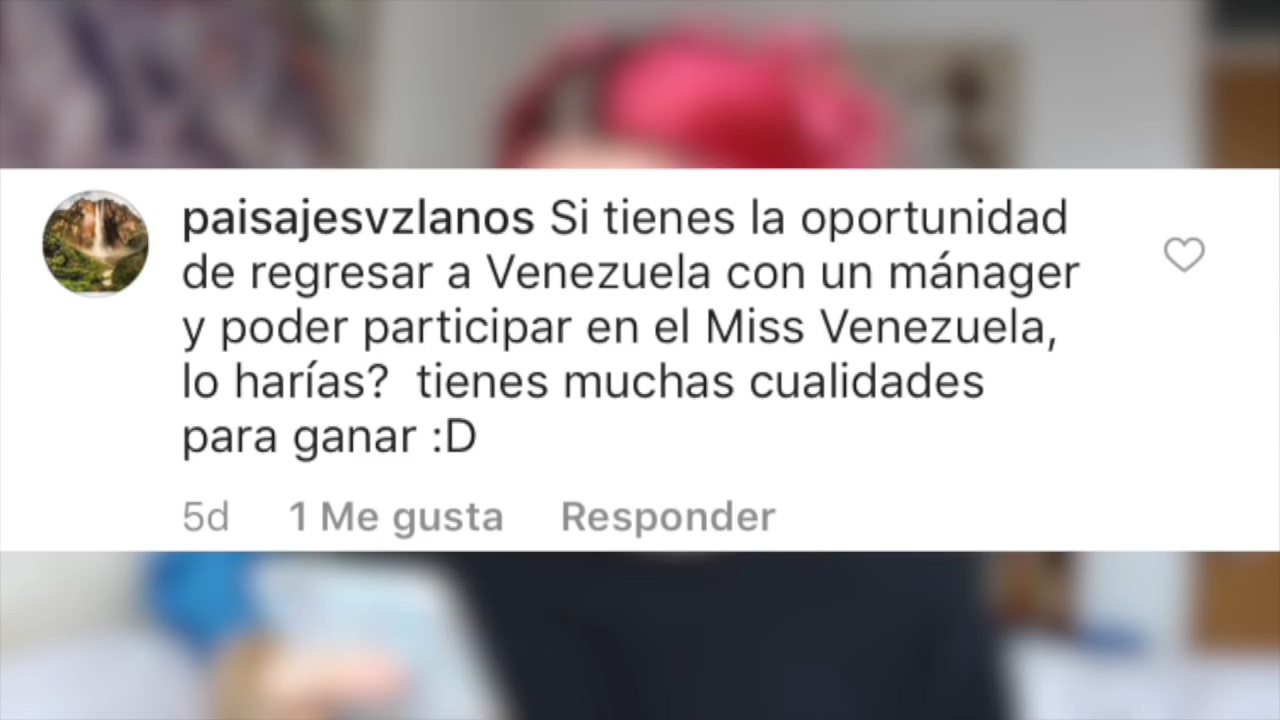 paisajesvzlanos Si tienes la oportunidad
de regresar a Venezuela con un mánager
y poder participar en el Miss Venezuela,
lo harías?  tienes muchas cualidades
para ganar :D
5d 1 Me gusta Responder